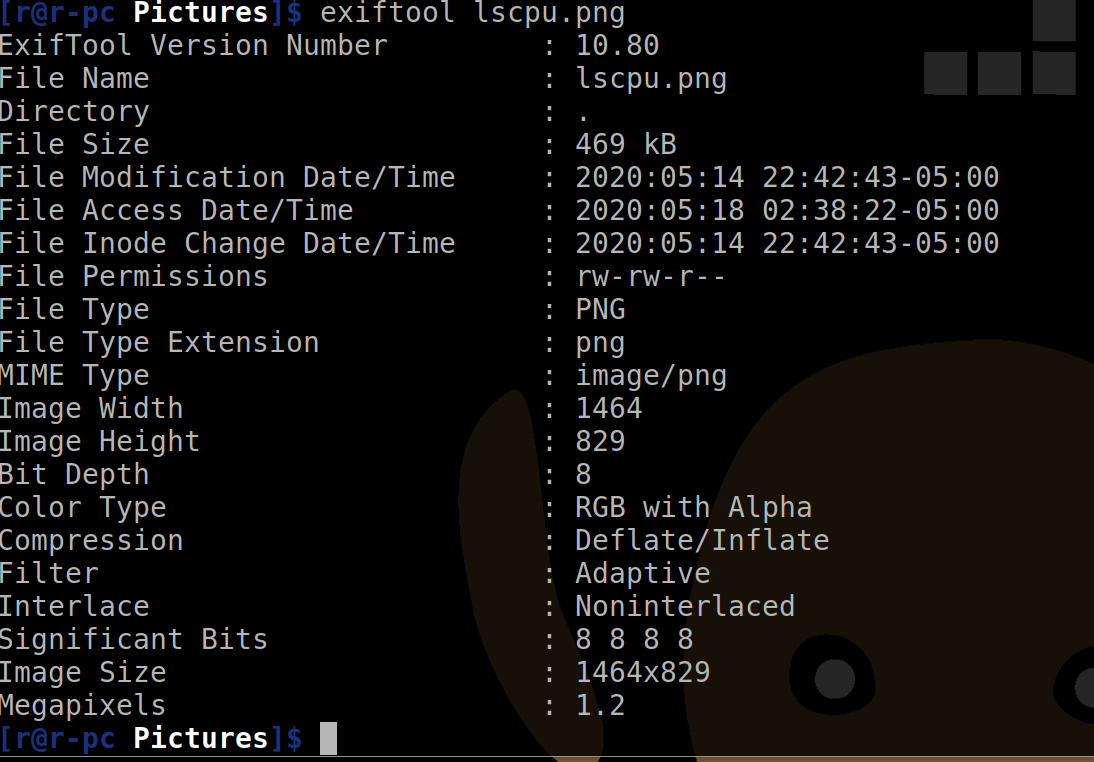 [r@r-pc Pictures]$ exiftool lscpu.png
ExifTool Version Number         : 10.80
File Name                       : lscpu.png
Directory                       : .
File Size                       : 469 kB
File Modification Date/Time     : 2020:05:14 22:42:43-05:00
File Access Date/Time           : 2020:05:18 02:38:22-05:00
File Inode Change Date/Time     : 2020:05:14 22:42:43-05:00
File Permissions                : rw-rw-r--
File Type                       : PNG
File Type Extension             : png
MIME Type                       : image/png
Image Width                     : 1464
Image Height                    : 829
Bit Depth                       : 8
Color Type                      : RGB with Alpha
Compression                     : Deflate/Inflate
Filter                          : Adaptive
Interlace                       : Noninterlaced
Significant Bits                : 8 8 8 8
Image Size                      : 1464x829
Megapixels                      : 1.2
[r@r-pc Pictures]$